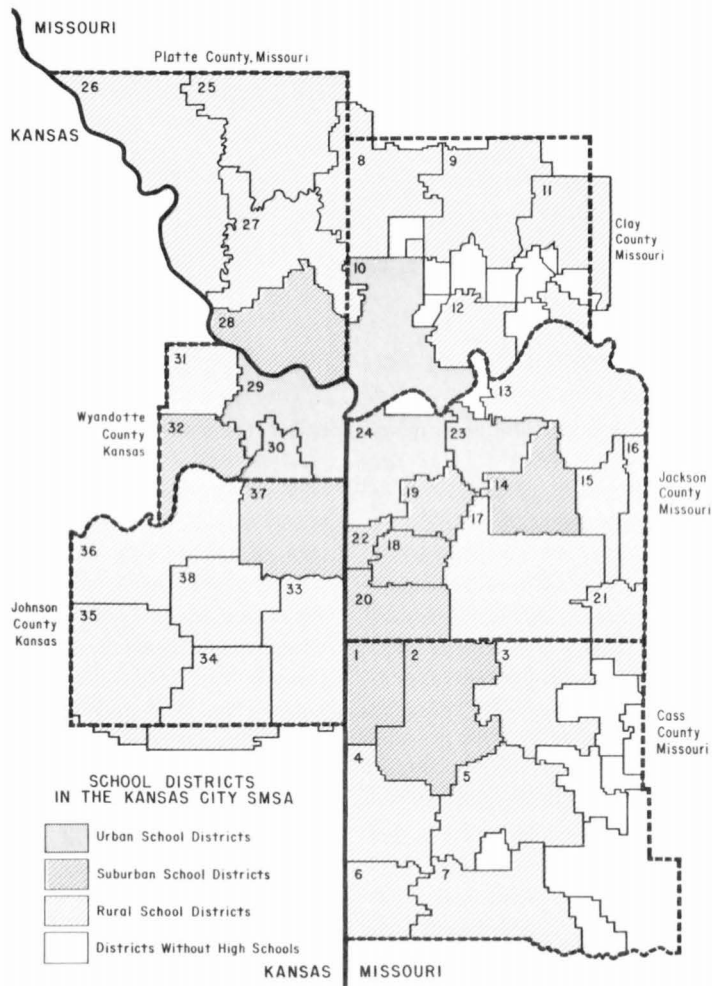 MISSOURI
Platte County, Missouri
26
25
KANSAS
8
9
11
27
Clay
County
Missouri
10
28
12
31
29
13
Wyandotte
County
Kansas
32
24
23
30
16
37
19
14
15
Jackson
County
Missouri
17
22
18
36
38
33
20
21
Johnson
County
Kansas
35
34
1
2
3
Cass
County
Missouri
4
5
SCHOOL DISTRICTS
IN THE KANSAS CITY SMSA
Urban School Districts
Suburban School Districts
6
7
Rural School Districts
Districts Without High Schools
KANSAS MISSOURI